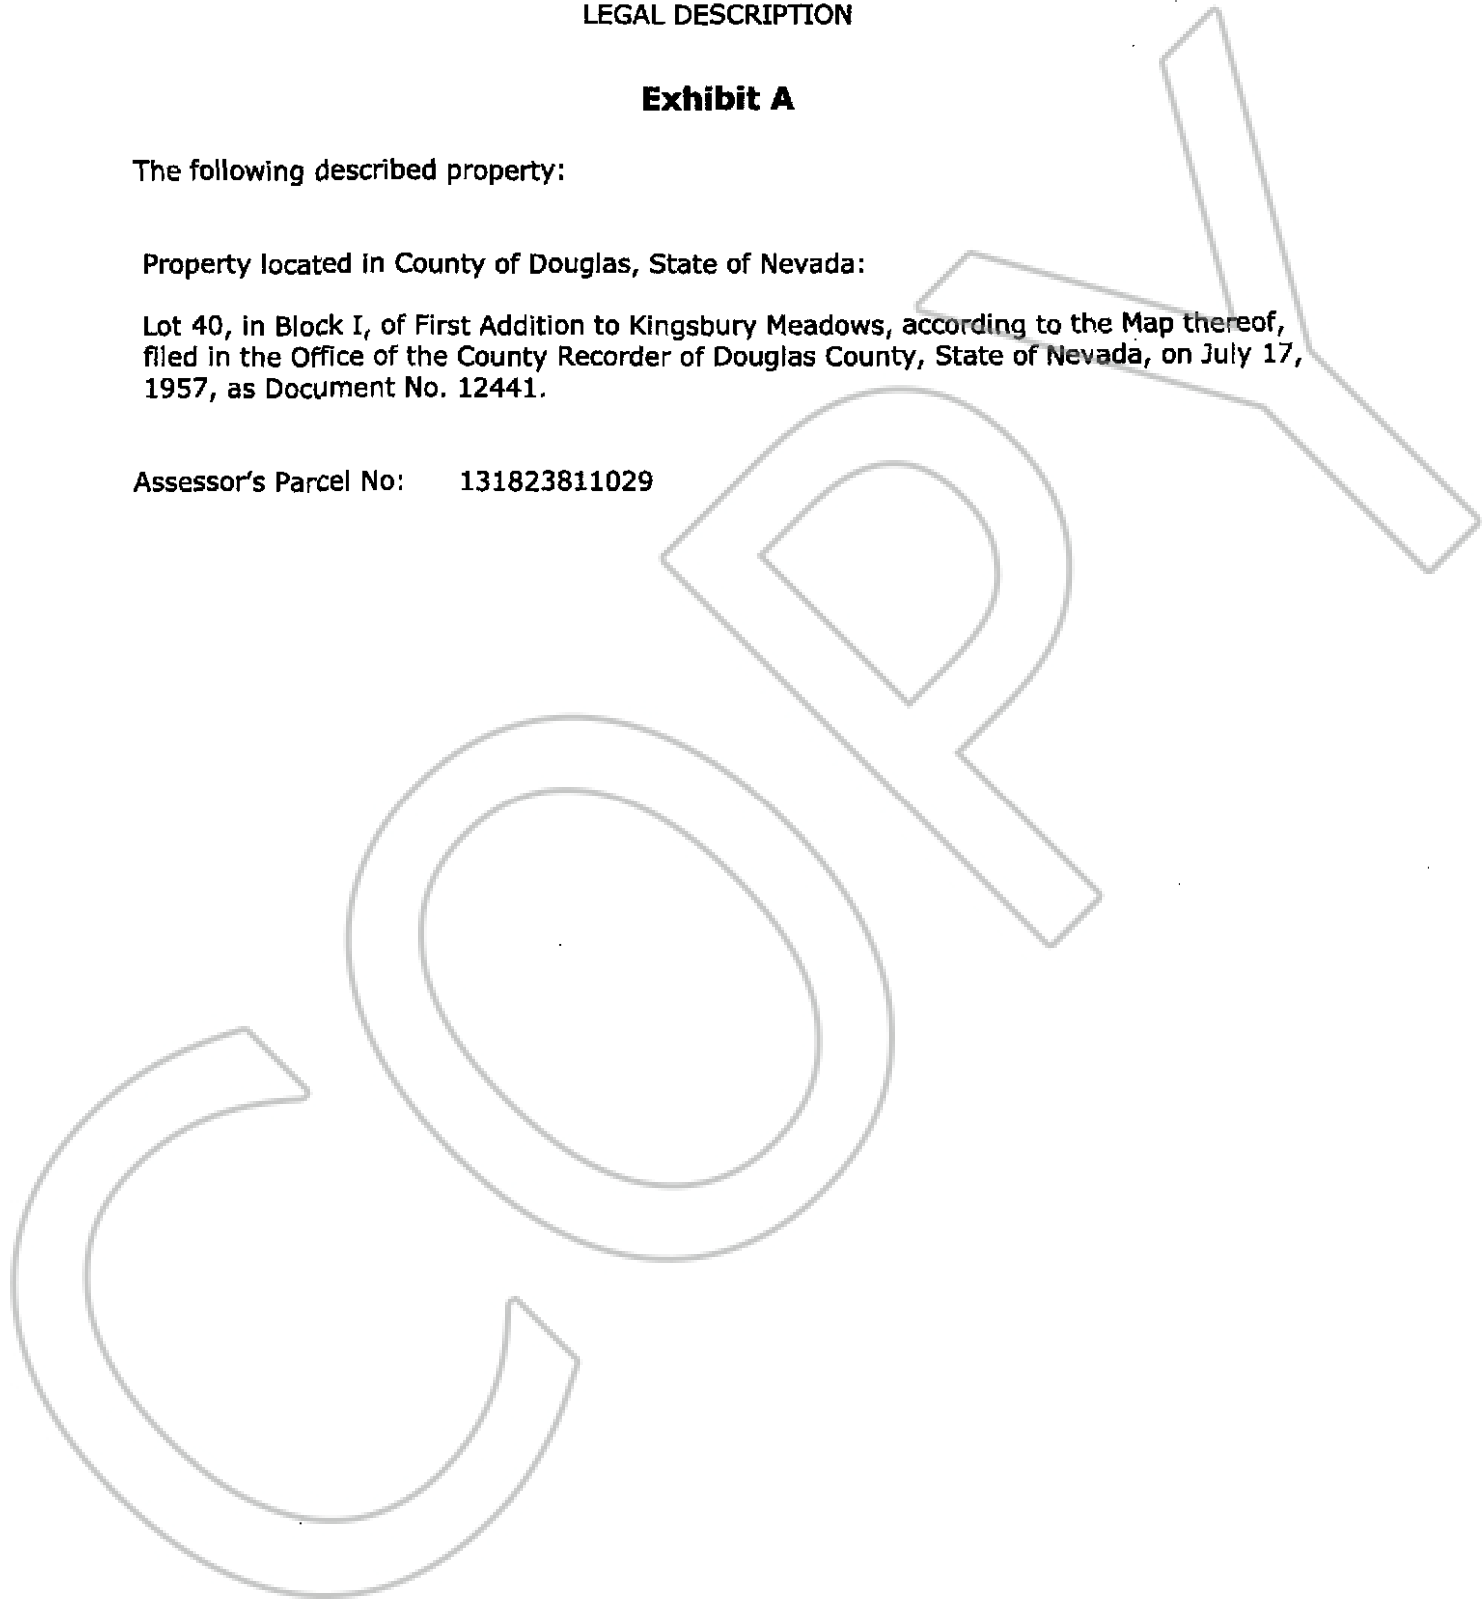 LEGAL DESCRIPTION
Exhibit A
The following described property:
Property located in County of Douglas, State of Nevada:
Lot 40, in Block I, of First Addition to Kingsbury Meadows, according to the Map thereof,
filed in the Office of the County Recorder of Douglas County, State of Nevada, on July 17,
1957, as Document No. 12441.
Assessor's Parcel No: 131823811029
COPY